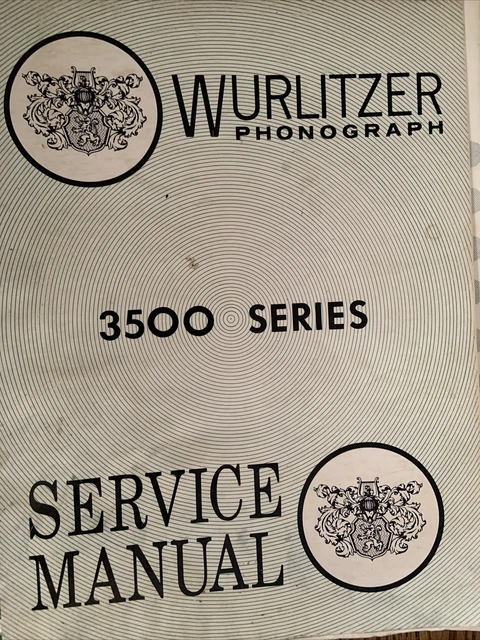 WURLITZER
PHONOGRAPH
3500 SERIES
SERVICE
MANUAL